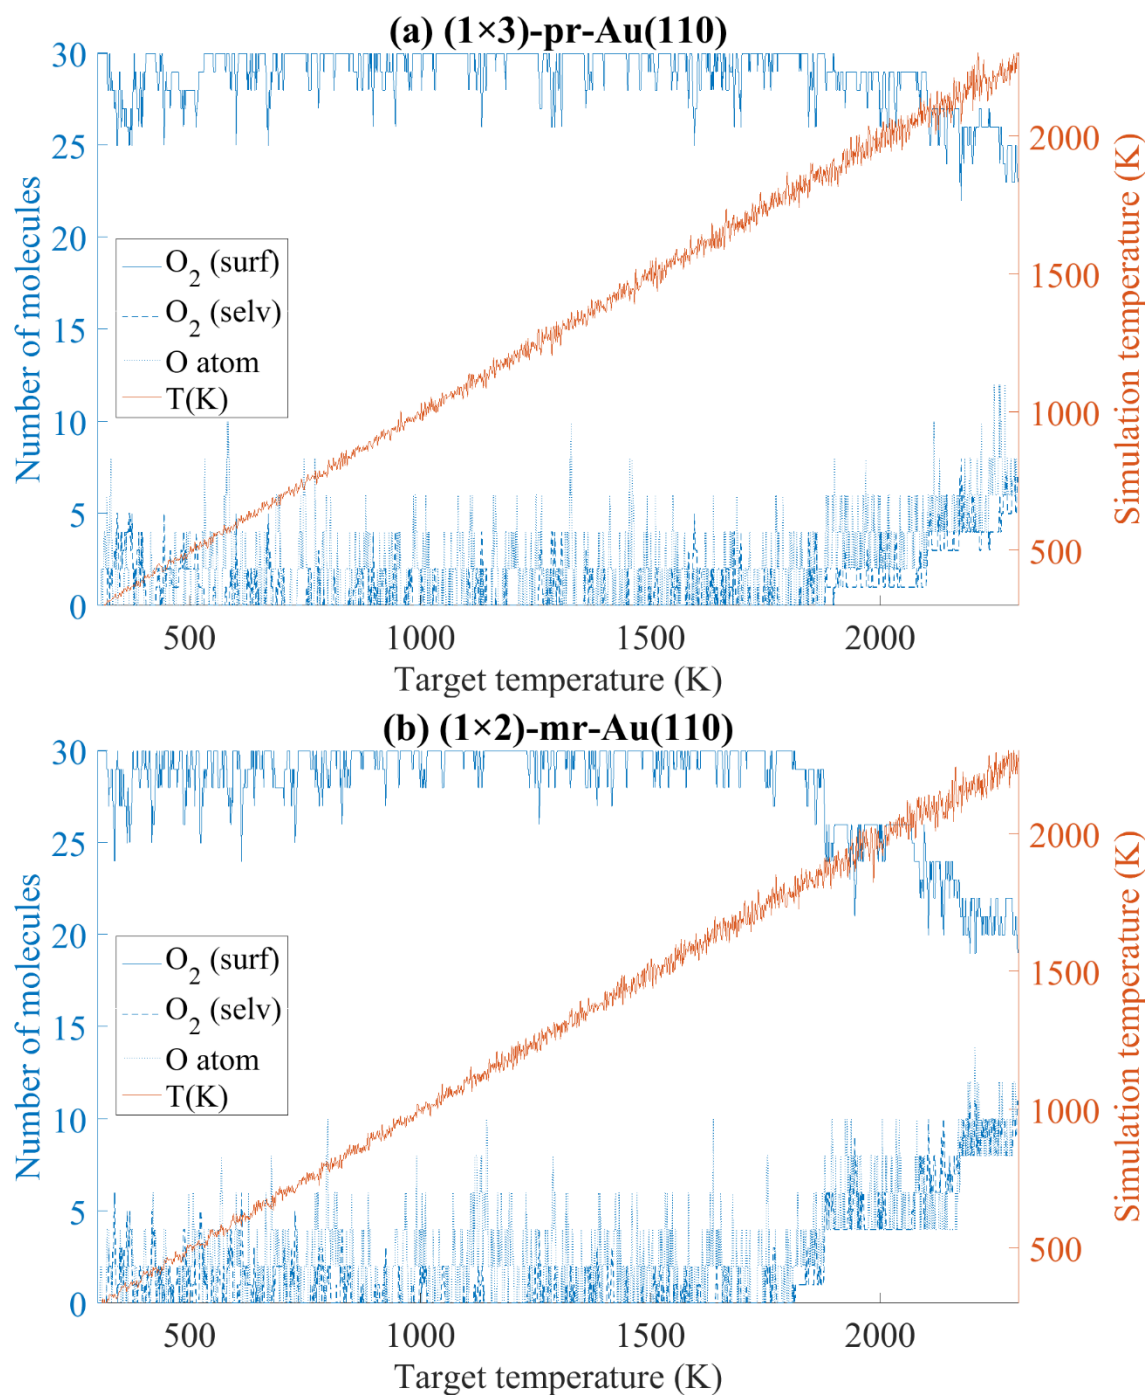 (a) (1×3)-pr-Au(110)
30
25
20
15
10
5
0
Number of molecules
O2 (surf)
O2 (selv)
O atom
T(K)
2000
1500
1000
500
Simulation temperature (K)
500 1000 1500 2000
Target temperature (K)
(b) (1×2)-mr-Au(110)
30
25
20
15
10
5
0
Number of molecules
O2 (surf)
O2 (selv)
O atom
T(K)
2000
1500
1000
500
Simulation temperature (K)
500 1000 1500 2000
Target temperature (K)